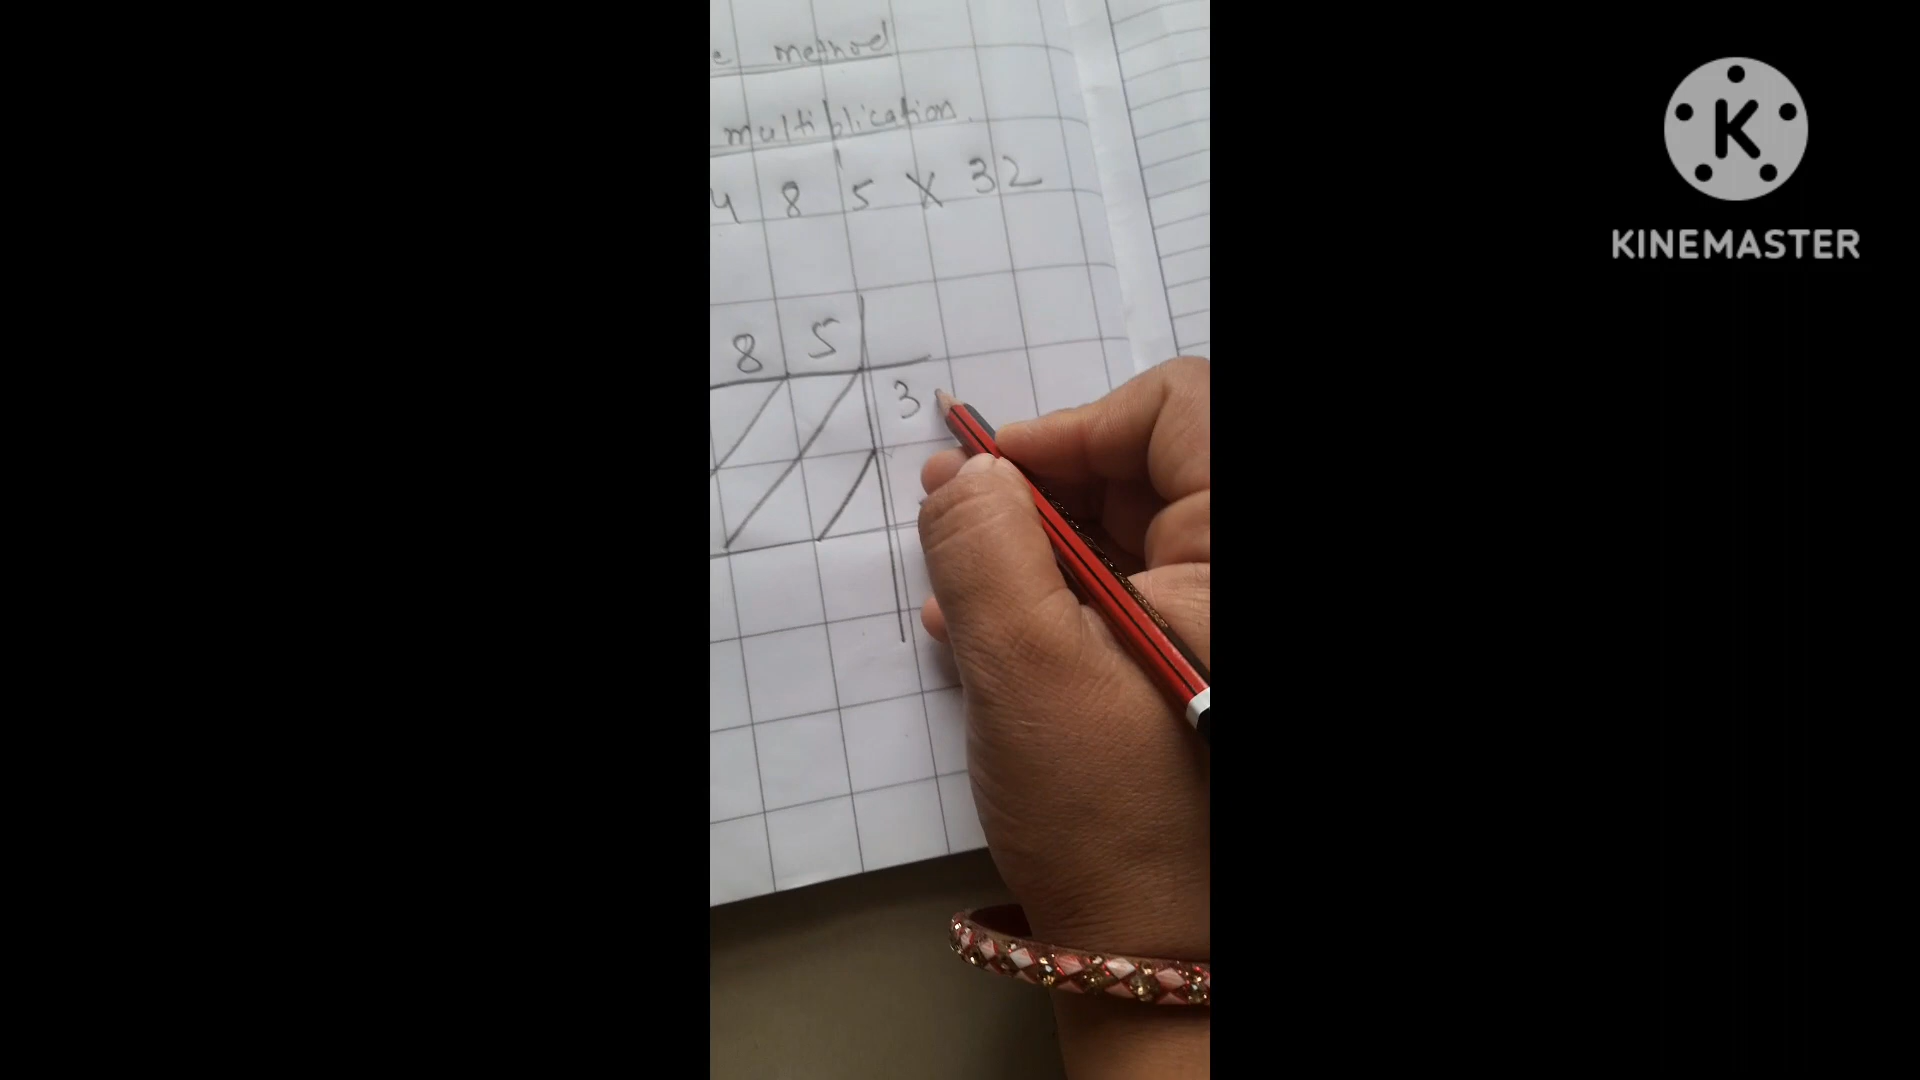 e method
multiplication.
4 8 5 X 32
8 5
3
K
KINEMASTER